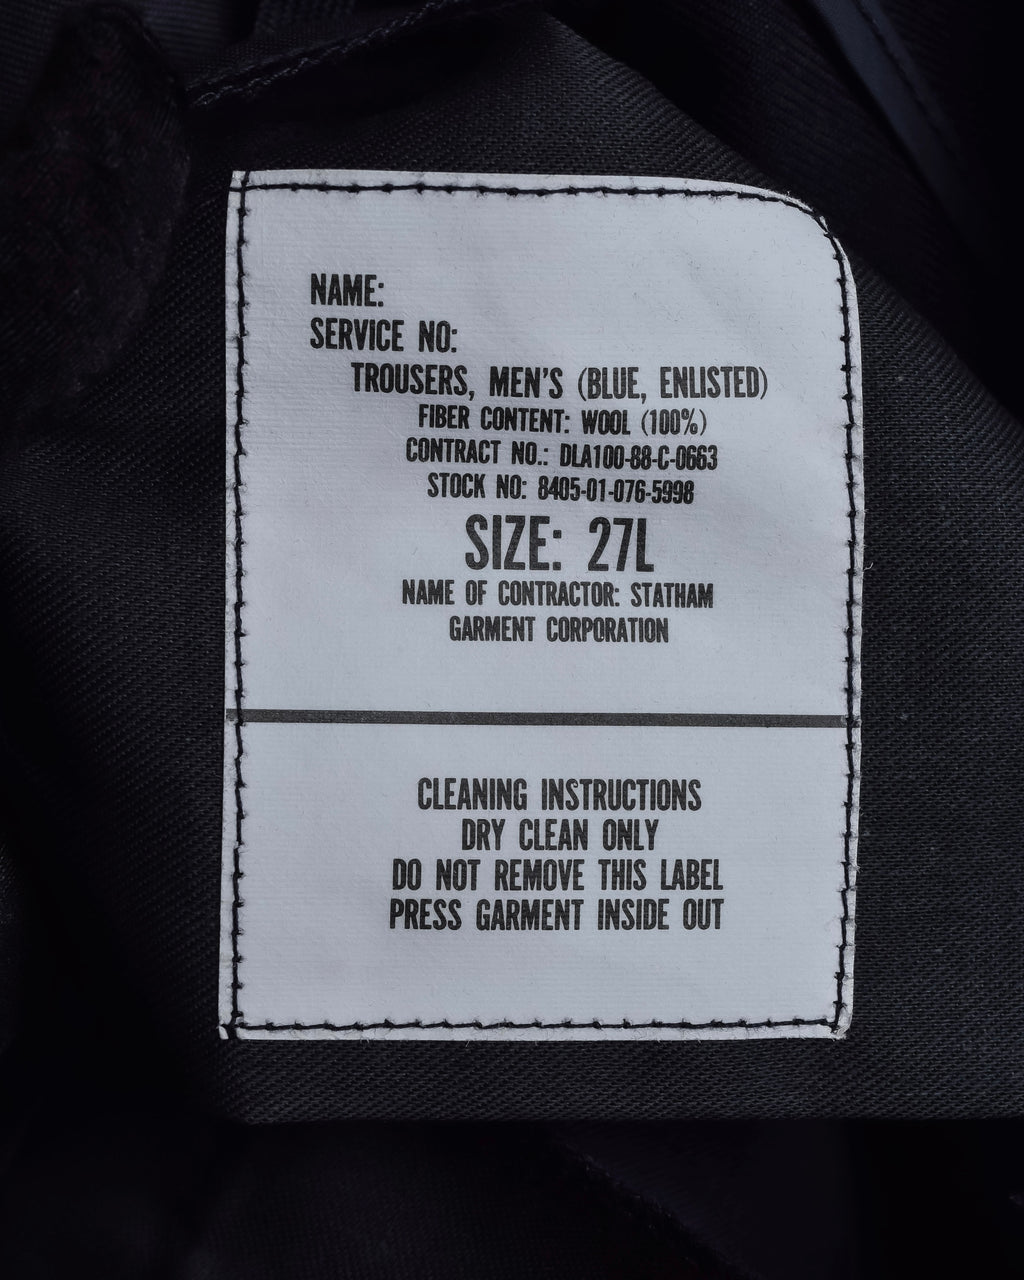 NAME:
SERVICE NO:
TROUSERS, MEN'S (BLUE, ENLISTED)
FIBER CONTENT: WOOL (100%)
CONTRACT NO.: DLA100-88-C-0663
STOCK NO: 8405-01-076-5998
SIZE: 27L
NAME OF CONTRACTOR: STATHAM
GARMENT CORPORATION
CLEANING INSTRUCTIONS
DRY CLEAN ONLY
DO NOT REMOVE THIS LABEL
PRESS GARMENT INSIDE OUT